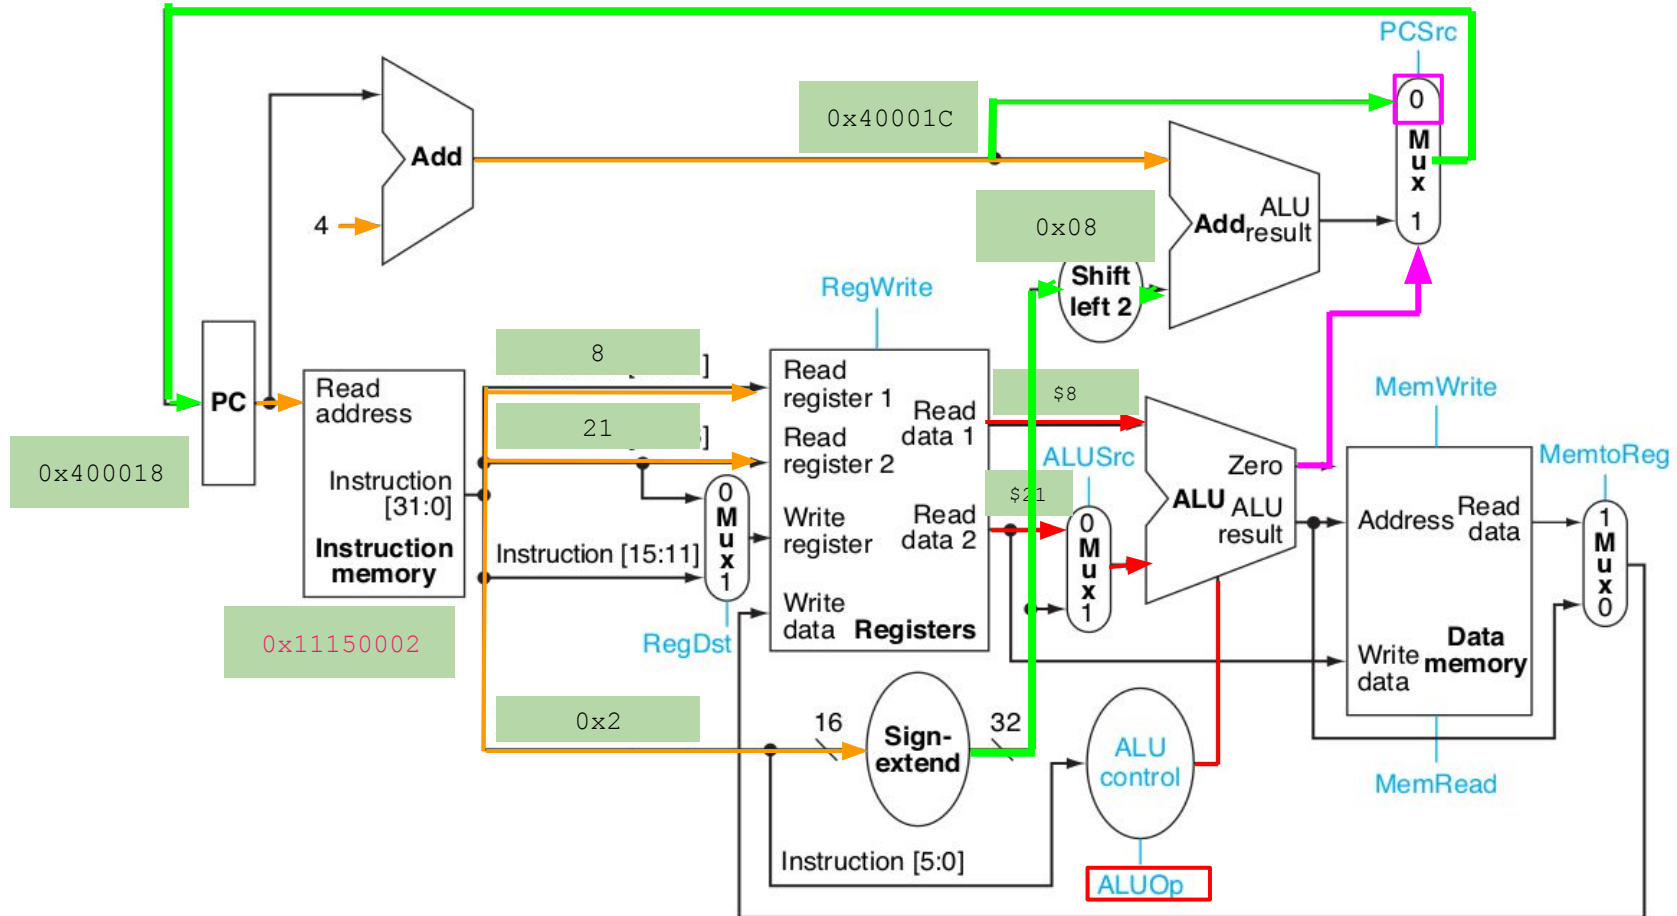 PCSrc
0x40001C
0
M
u
x
1
Add
4
0x08
Add
ALU
result
Shift
left 2
RegWrite
8
]
PC
Read
address
Read
register 1
$8
MemWrite
Read
data 1
21
]
Read
register 2
ALUSrc
MemtoReg
0x400018
Instruction
[31:0]
Zero
0
M
u
x
1
$21
ALU
ALU
result
Write
register
Read
data 2
0
M
u
x
1
Address
Read
data
1
M
u
x
0
Instruction
memory
Instruction [15:11]
Write
data
Registers
0x11150002
RegDst
Write
data
Data
memory
0x2
16
Sign-
extend
32
ALU
control
MemRead
Instruction [5:0]
ALUOp